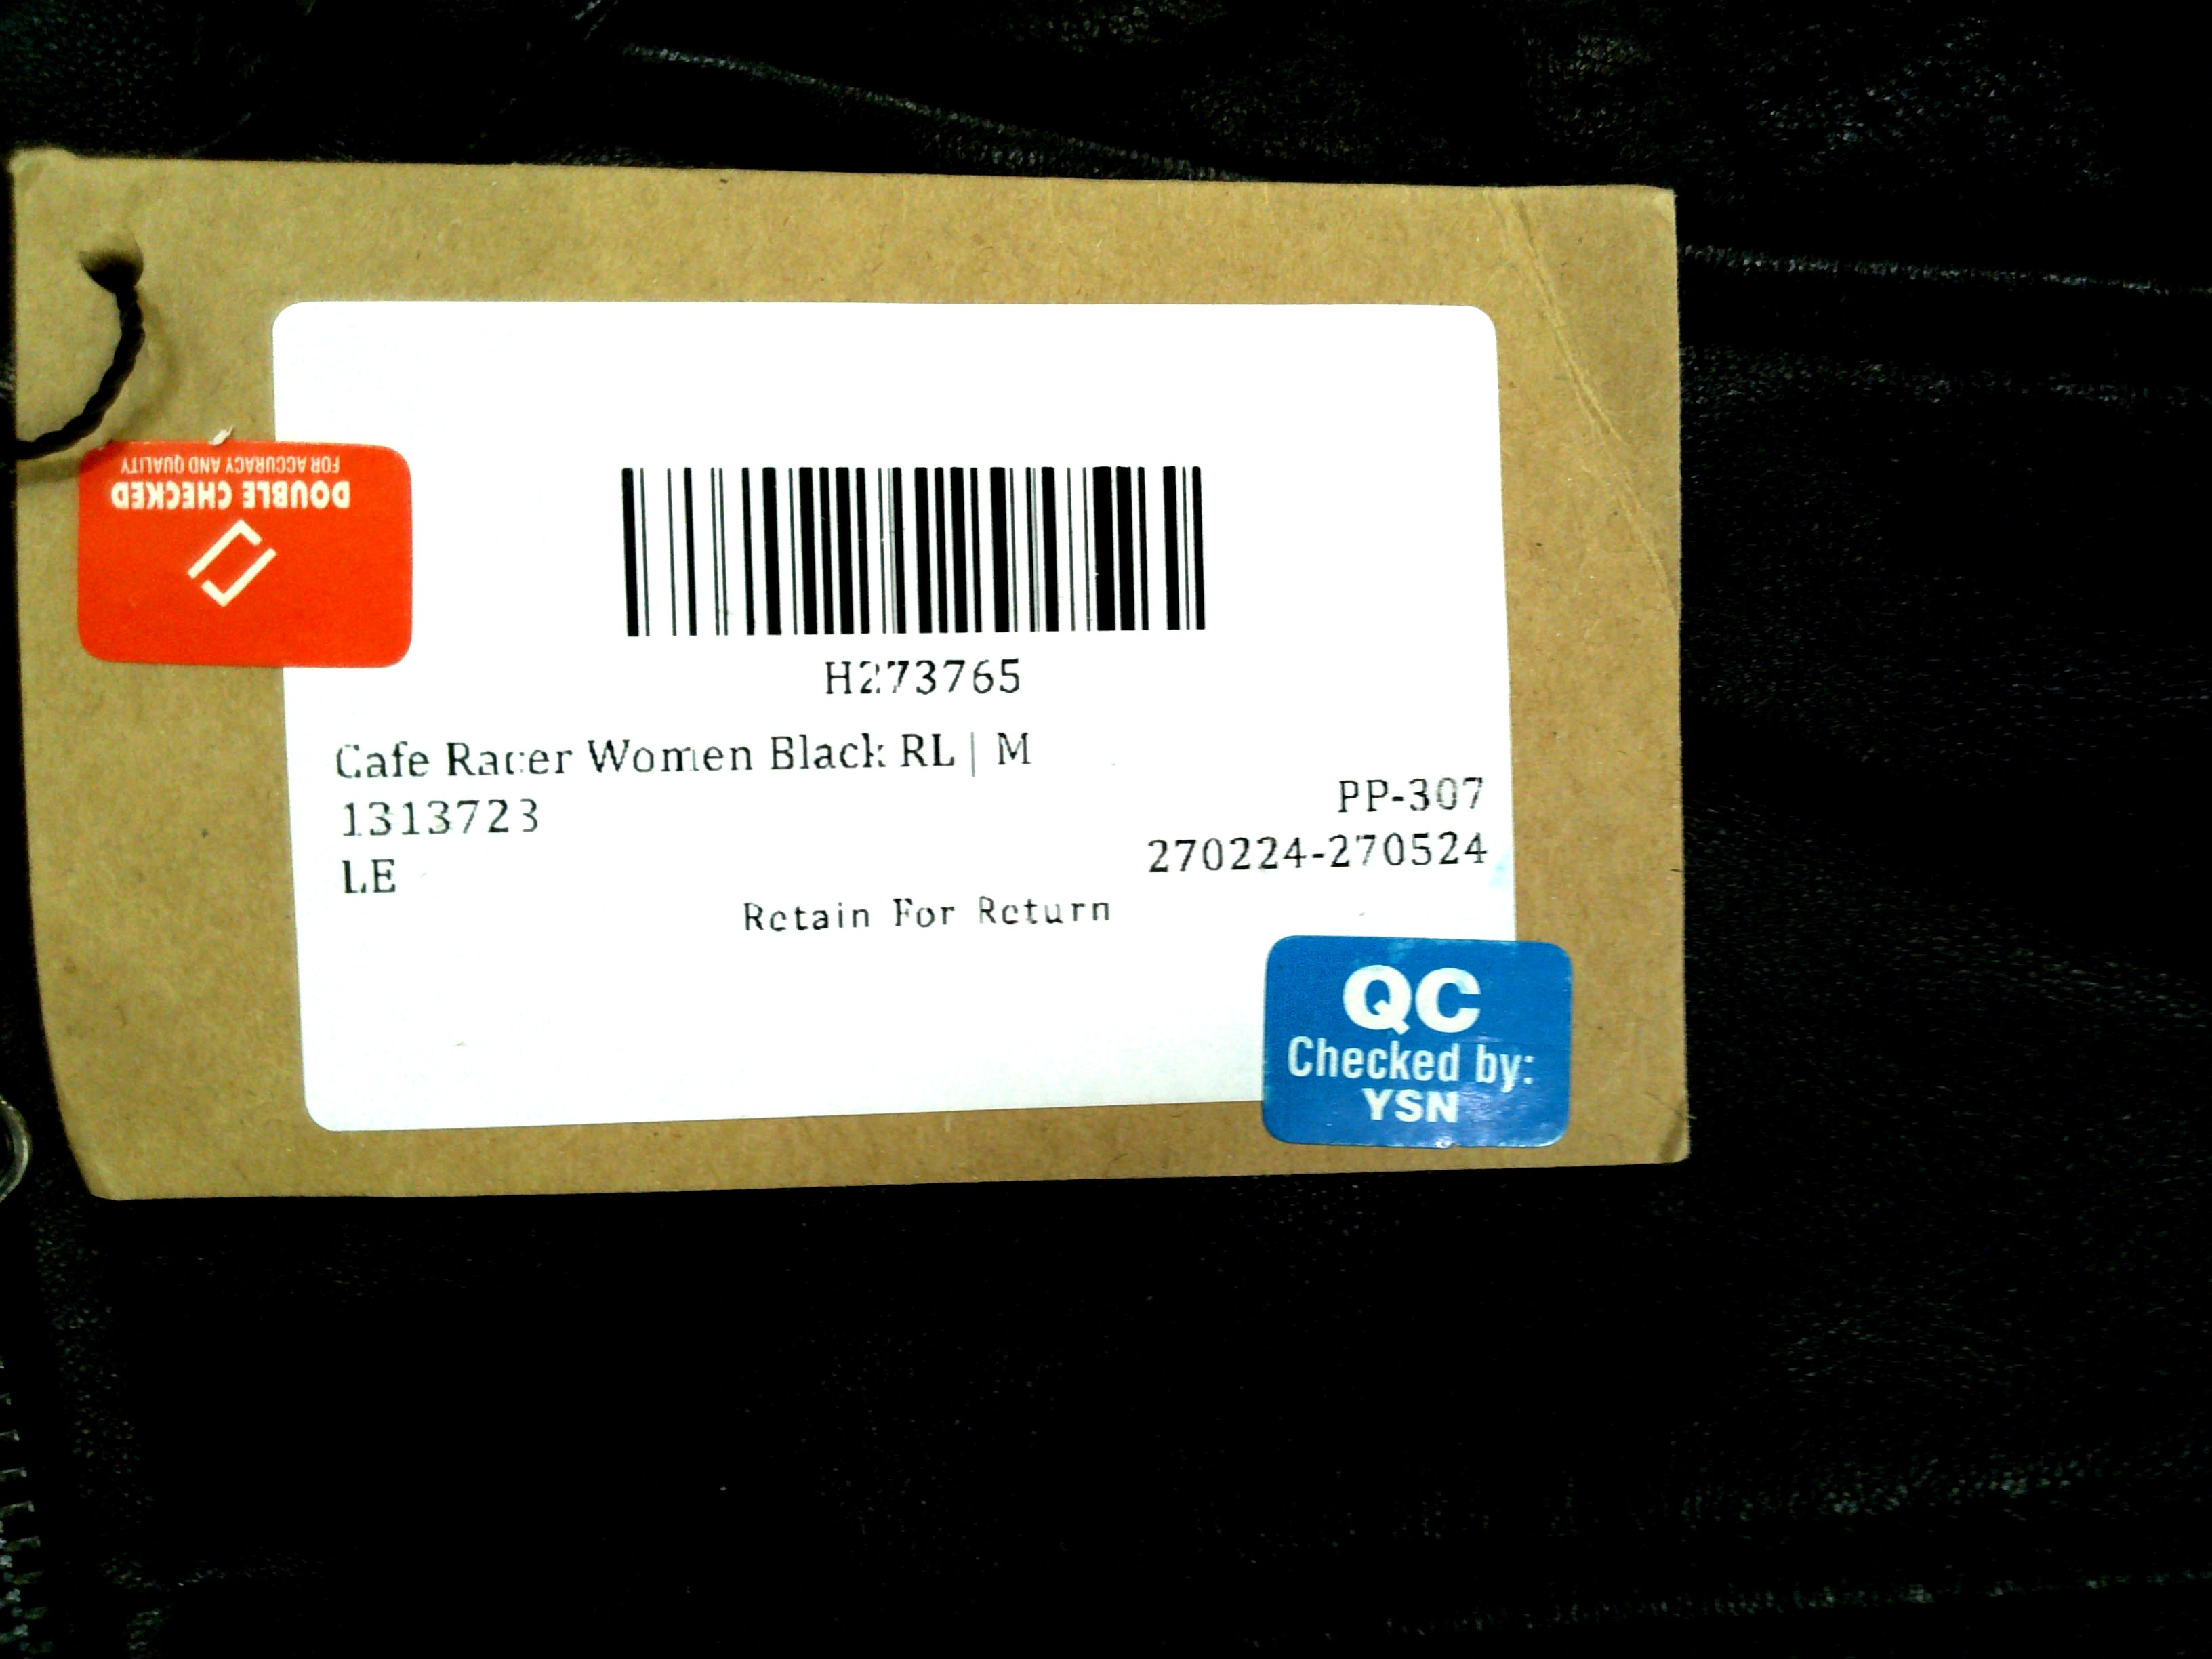 H273765
Cafe Racer Women Black RL | M
1313723
PP-307
LE
270224-270524
Retain For Return
DOUBLE CHECKED
FOR ACCURACY AND QUALITY
QC
Checked by:
YSN